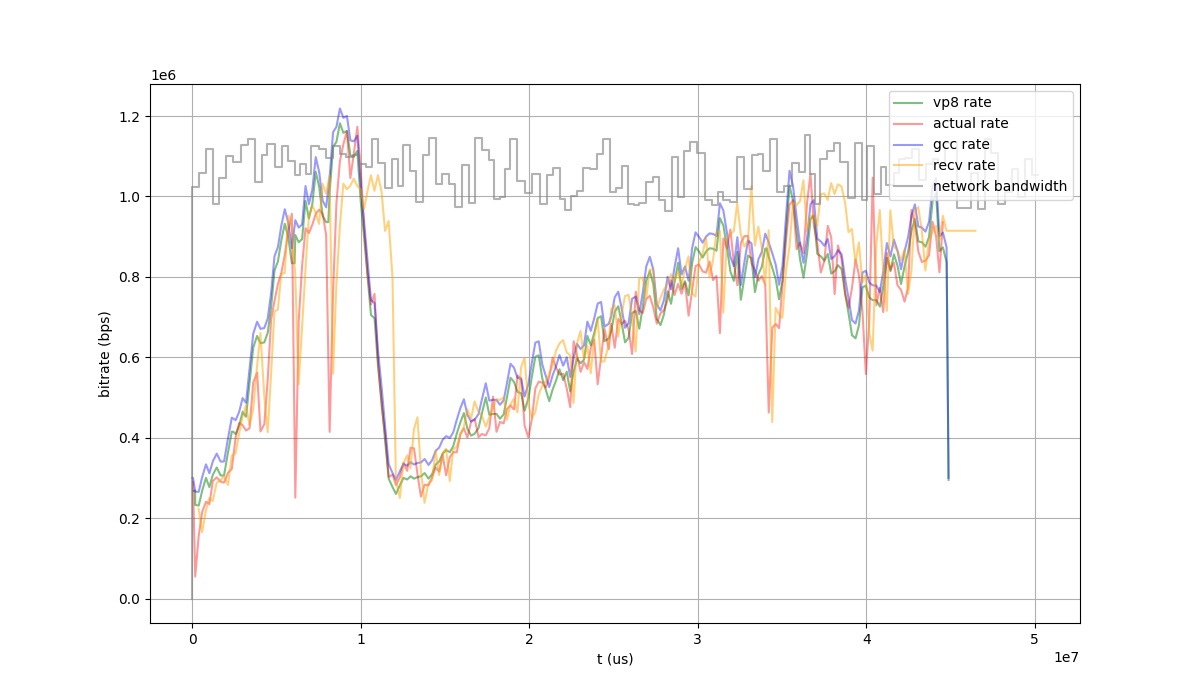 1e6
1.2
1.0
0.8
0.6
0.4
0.2
0.0
bitrate (bps)
vp8 rate
actual rate
gcc rate
recv rate
network bandwidth
0
1
2
3
4
5
t (us)
1e7